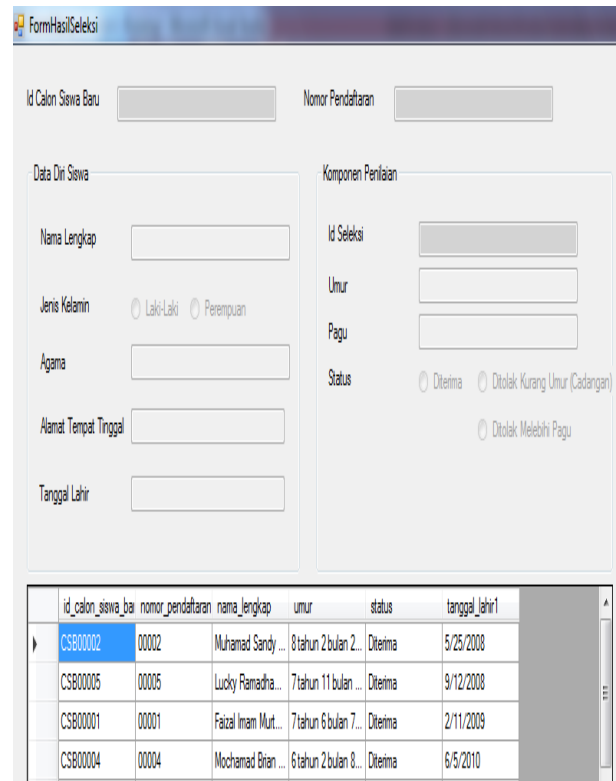 FormHasilSeleksi
Id Calon Siswa Baru
Nomor Pendaftaran
Data Diri Siswa
Nama Lengkap
Jenis Kelamin Laki-Laki Perempuan
Agama
Alamat Tempat Tinggal
Tanggal Lahir
Komponen Penilaian
Id Seleksi
Umur
Pagu
Status Diterima Ditolak Kurang Umur (Cadangan)
Ditolak Melebihi Pagu
id_calon_siswa_bai nomor_pendaftaran nama_lengkap umur status tanggal_lahir1
CSB00002 00002 Muhamad Sandy ... 8 tahun 2 bulan 2... Diterima 5/25/2008
CSB00005 00005 Lucky Ramadha... 7 tahun 11 bulan ... Diterima 9/12/2008
CSB00001 00001 Faizal Imam Murt... 7 tahun 6 bulan 7... Diterima 2/11/2009
CSB00004 00004 Mochamad Brian ... 6 tahun 2 bulan 8... Diterima 6/5/2010